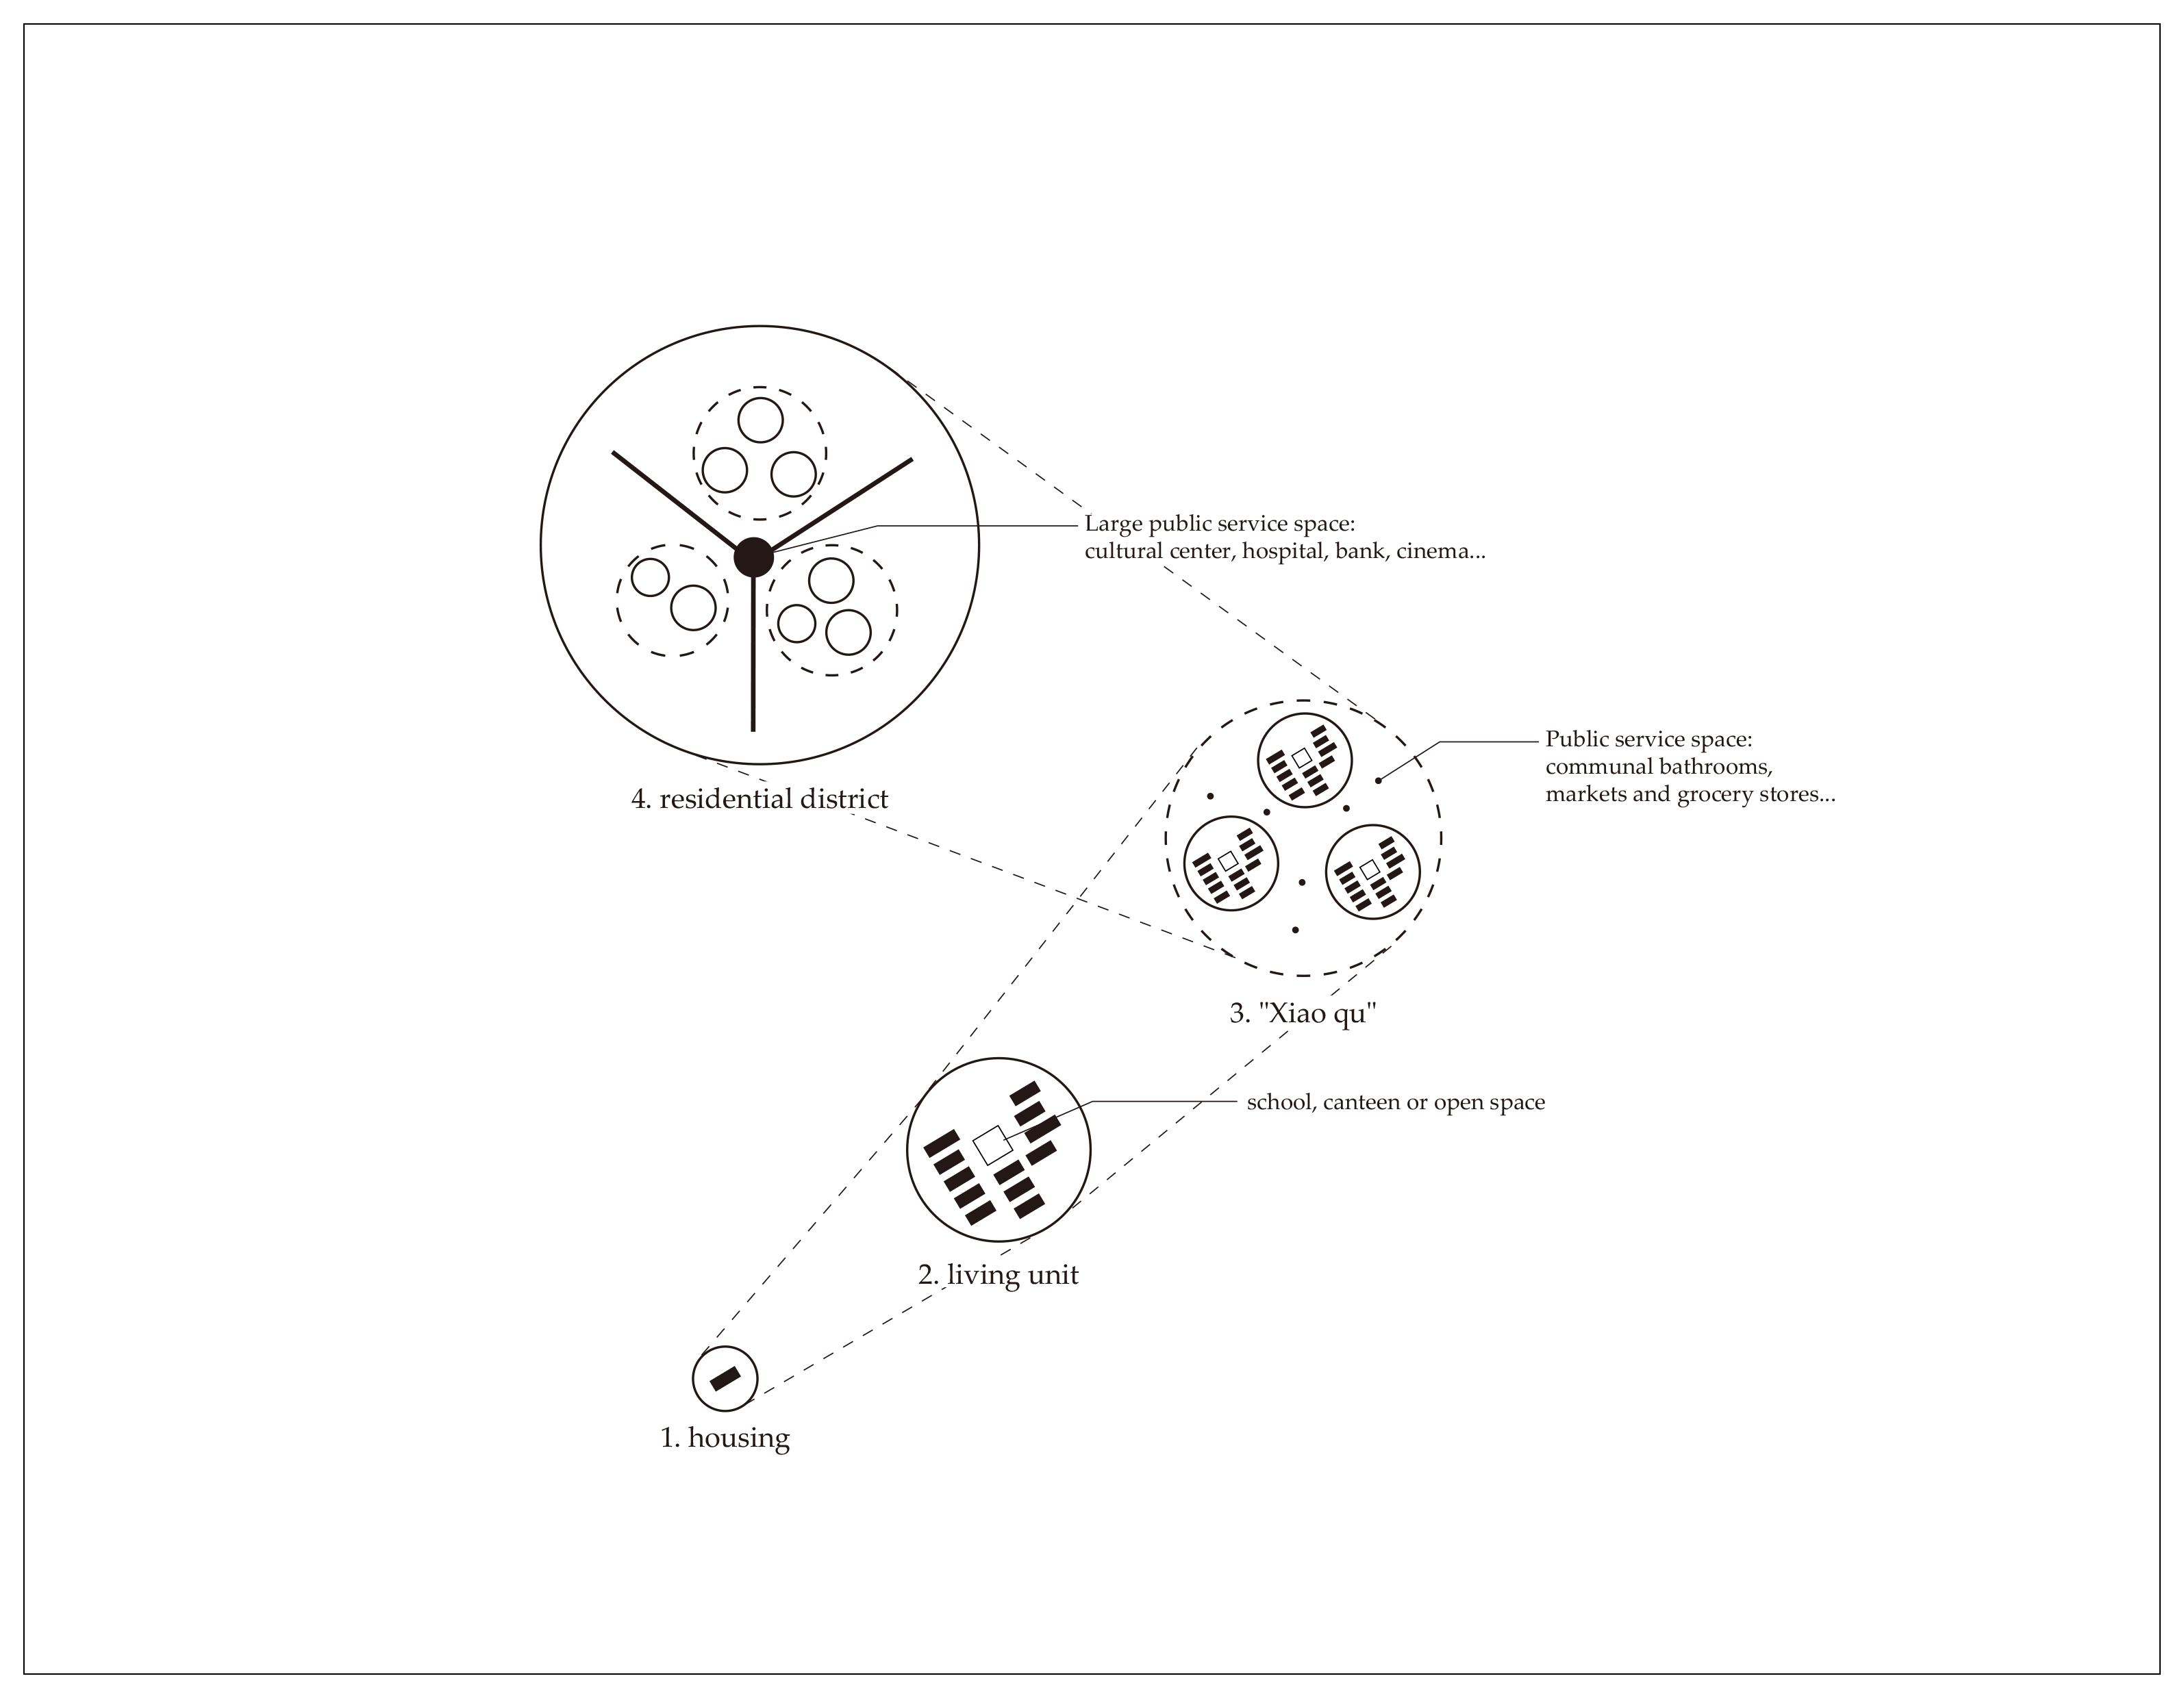 Large public service space:
cultural center, hospital, bank, cinema...
Public service space:
communal bathrooms,
markets and grocery stores...
4. residential district
3. "Xiao qu"
school, canteen or open space
2. living unit
1. housing